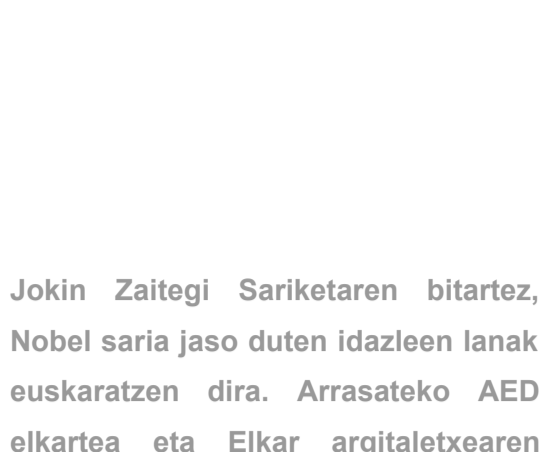 Jokin Zaitegi Sariketaren bitartez,
Nobel saria jaso duten idazleen lanak
euskaratzen dira. Arrasateko AED
elkartea eta Elkar argitaletxearen